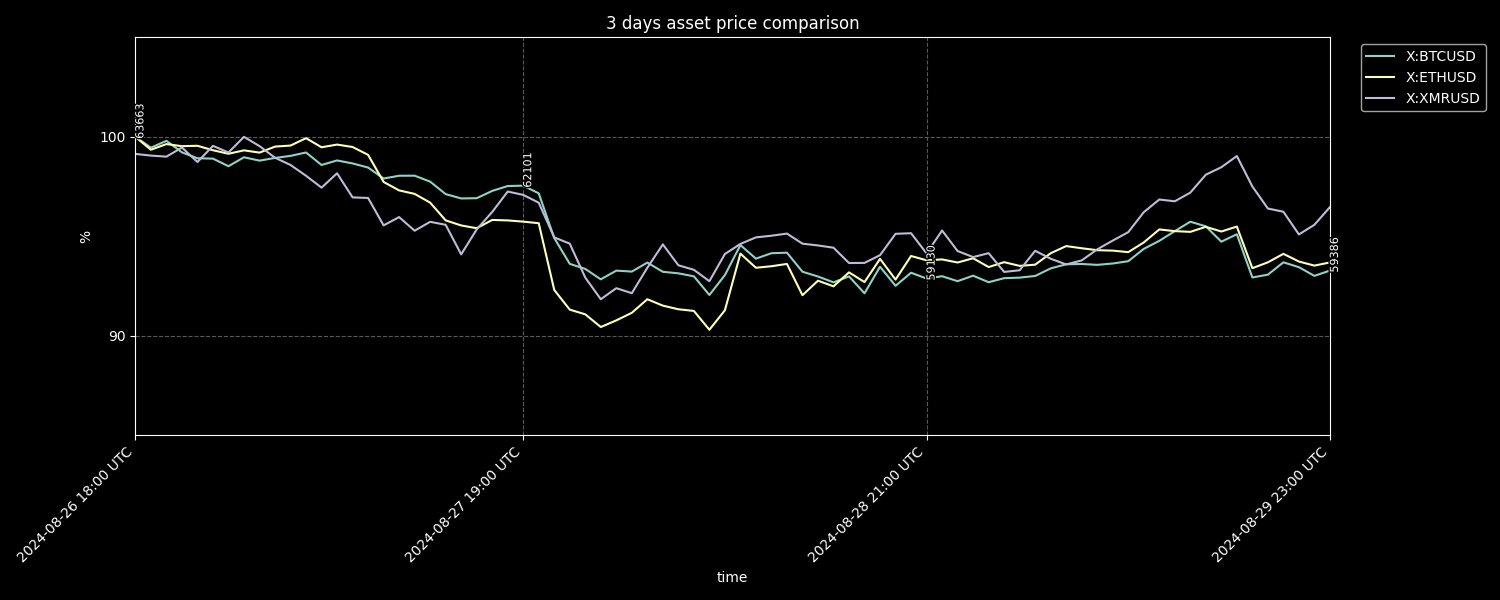 3 days asset price comparison
X:BTCUSD
X:ETHUSD
X:XMRUSD
100
90
%
63663
62101
59130
59386
2024-08-26 18:00 UTC
2024-08-27 19:00 UTC
2024-08-28 21:00 UTC
2024-08-29 23:00 UTC
time